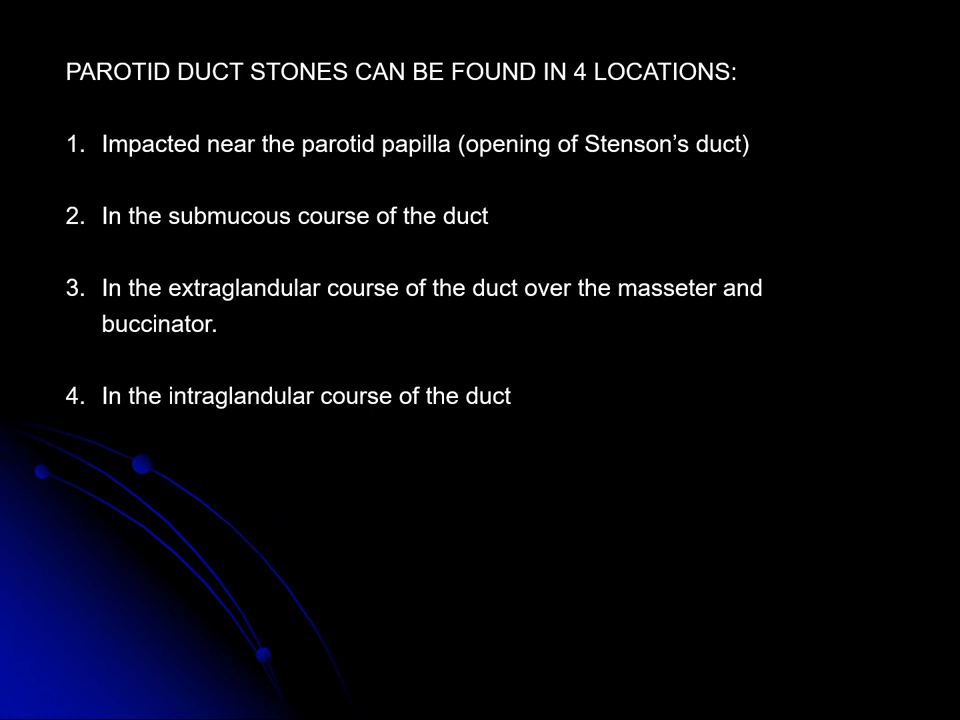 PAROTID DUCT STONES CAN BE FOUND IN 4 LOCATIONS:
1. Impacted near the parotid papilla (opening of Stenson’s duct)
2. In the submucous course of the duct
3. In the extraglandular course of the duct over the masseter and
buccinator.
4. In the intraglandular course of the duct